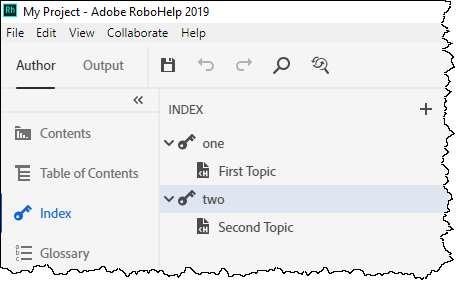 Rh My Project - Adobe RoboHelp 2019
File Edit View Collaborate Help
Author Output
INDEX
Contents
one
First Topic
Table of Contents
two
Index
Second Topic
Glossary